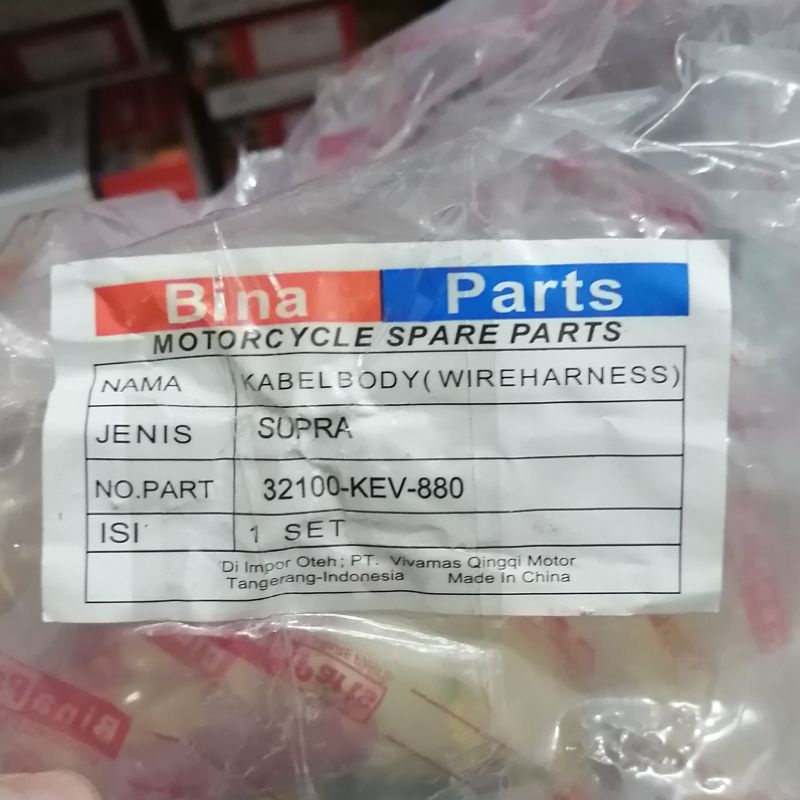 Bina Parts
MOTORCYCLE SPARE PARTS
NAMA KABELBODY(WIREHARNESS)
JENIS SUPRA
NO.PART 32100-KEV-880
ISI 1 SET
Di Impor Oteh; PT. Vivamas Qingqi Motor
Tangerang-Indonesia Made In China